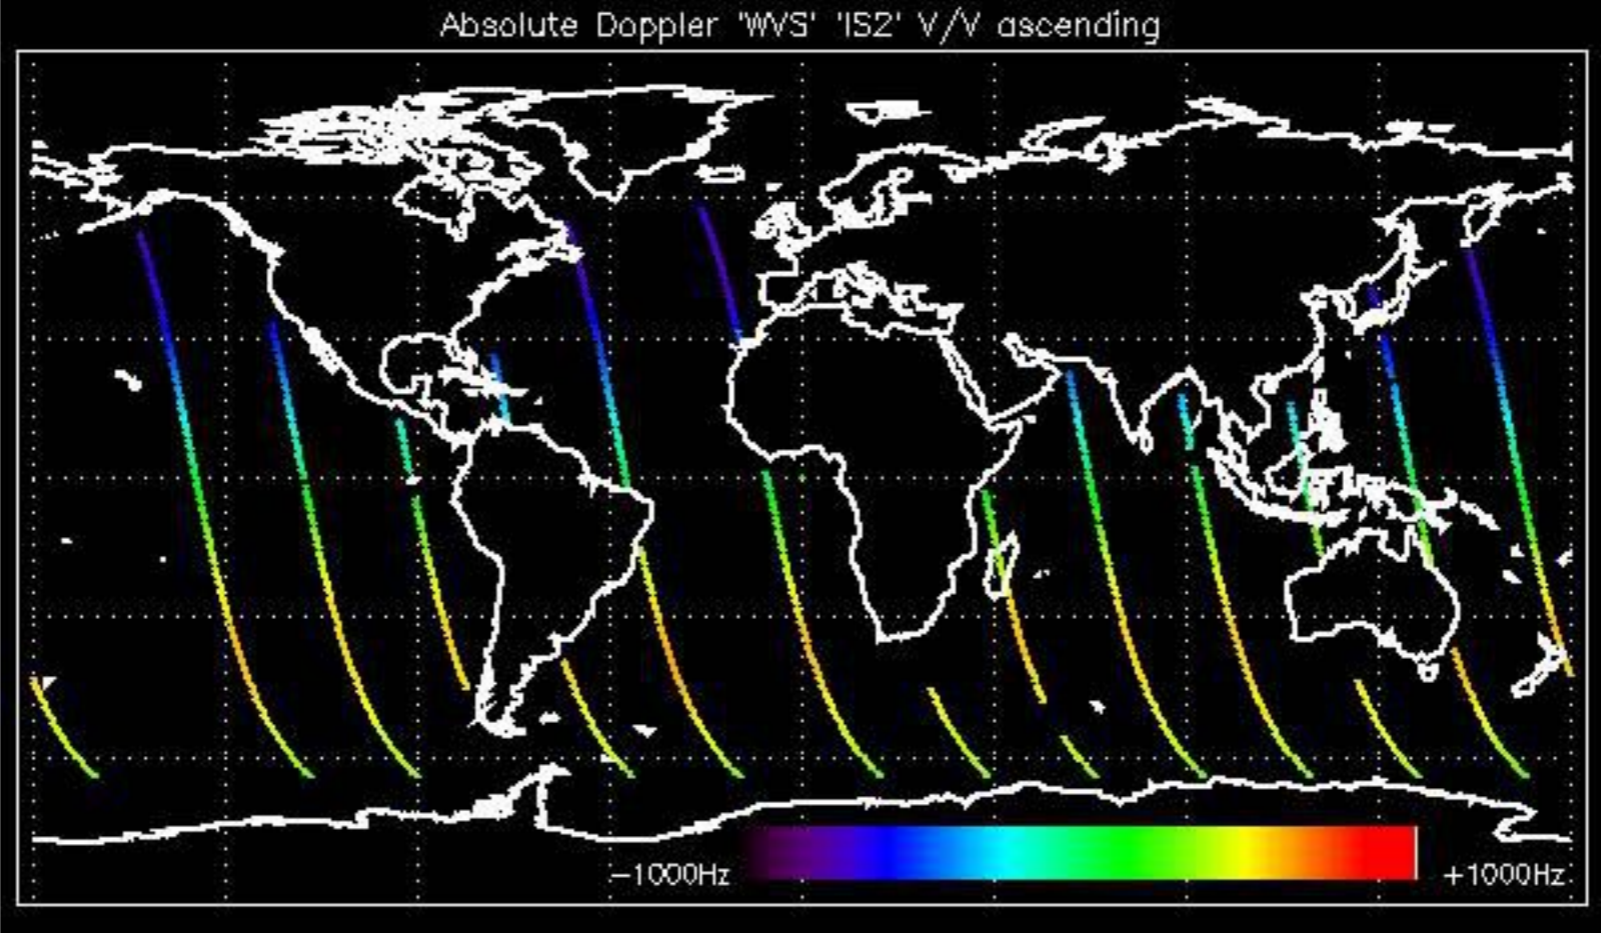 Absolute Doppler 'WVS' 'IS2' V/V ascending
-1000Hz +1000Hz